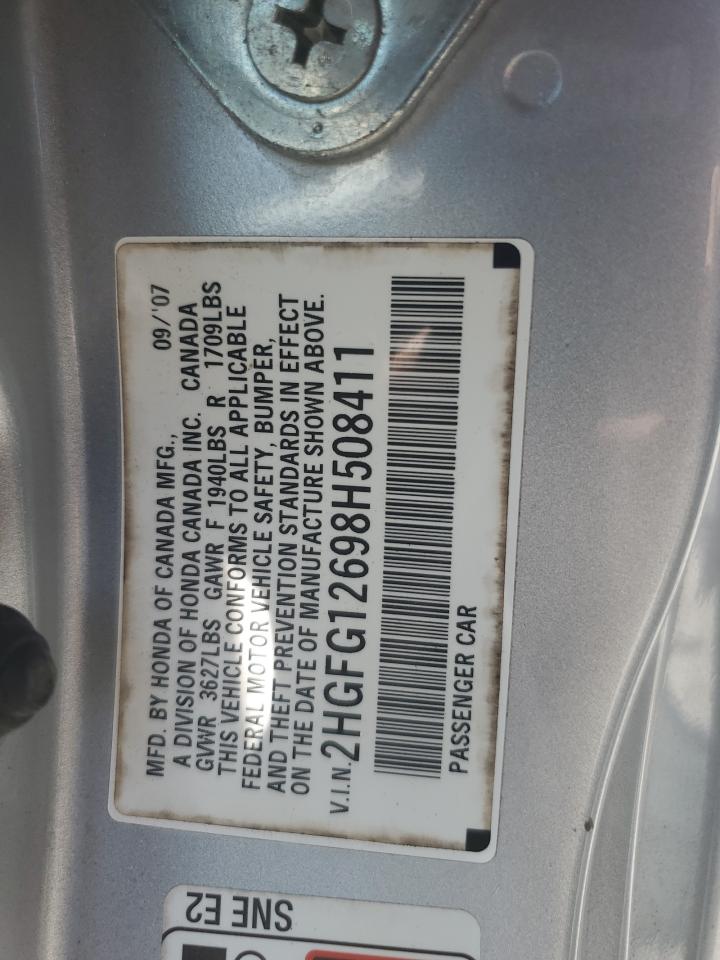 MFD. BY HONDA OF CANADA MFG., 09/'07
A DIVISION OF HONDA CANADA INC. CANADA
GVWR 3627LBS GAWR F 1940LBS R 1709LBS
THIS VEHICLE CONFORMS TO ALL APPLICABLE
FEDERAL MOTOR VEHICLE SAFETY, BUMPER,
AND THEFT PREVENTION STANDARDS IN EFFECT
ON THE DATE OF MANUFACTURE SHOWN ABOVE.
V.I.N. 2HGFG12698H508411
PASSENGER CAR
SNE E2